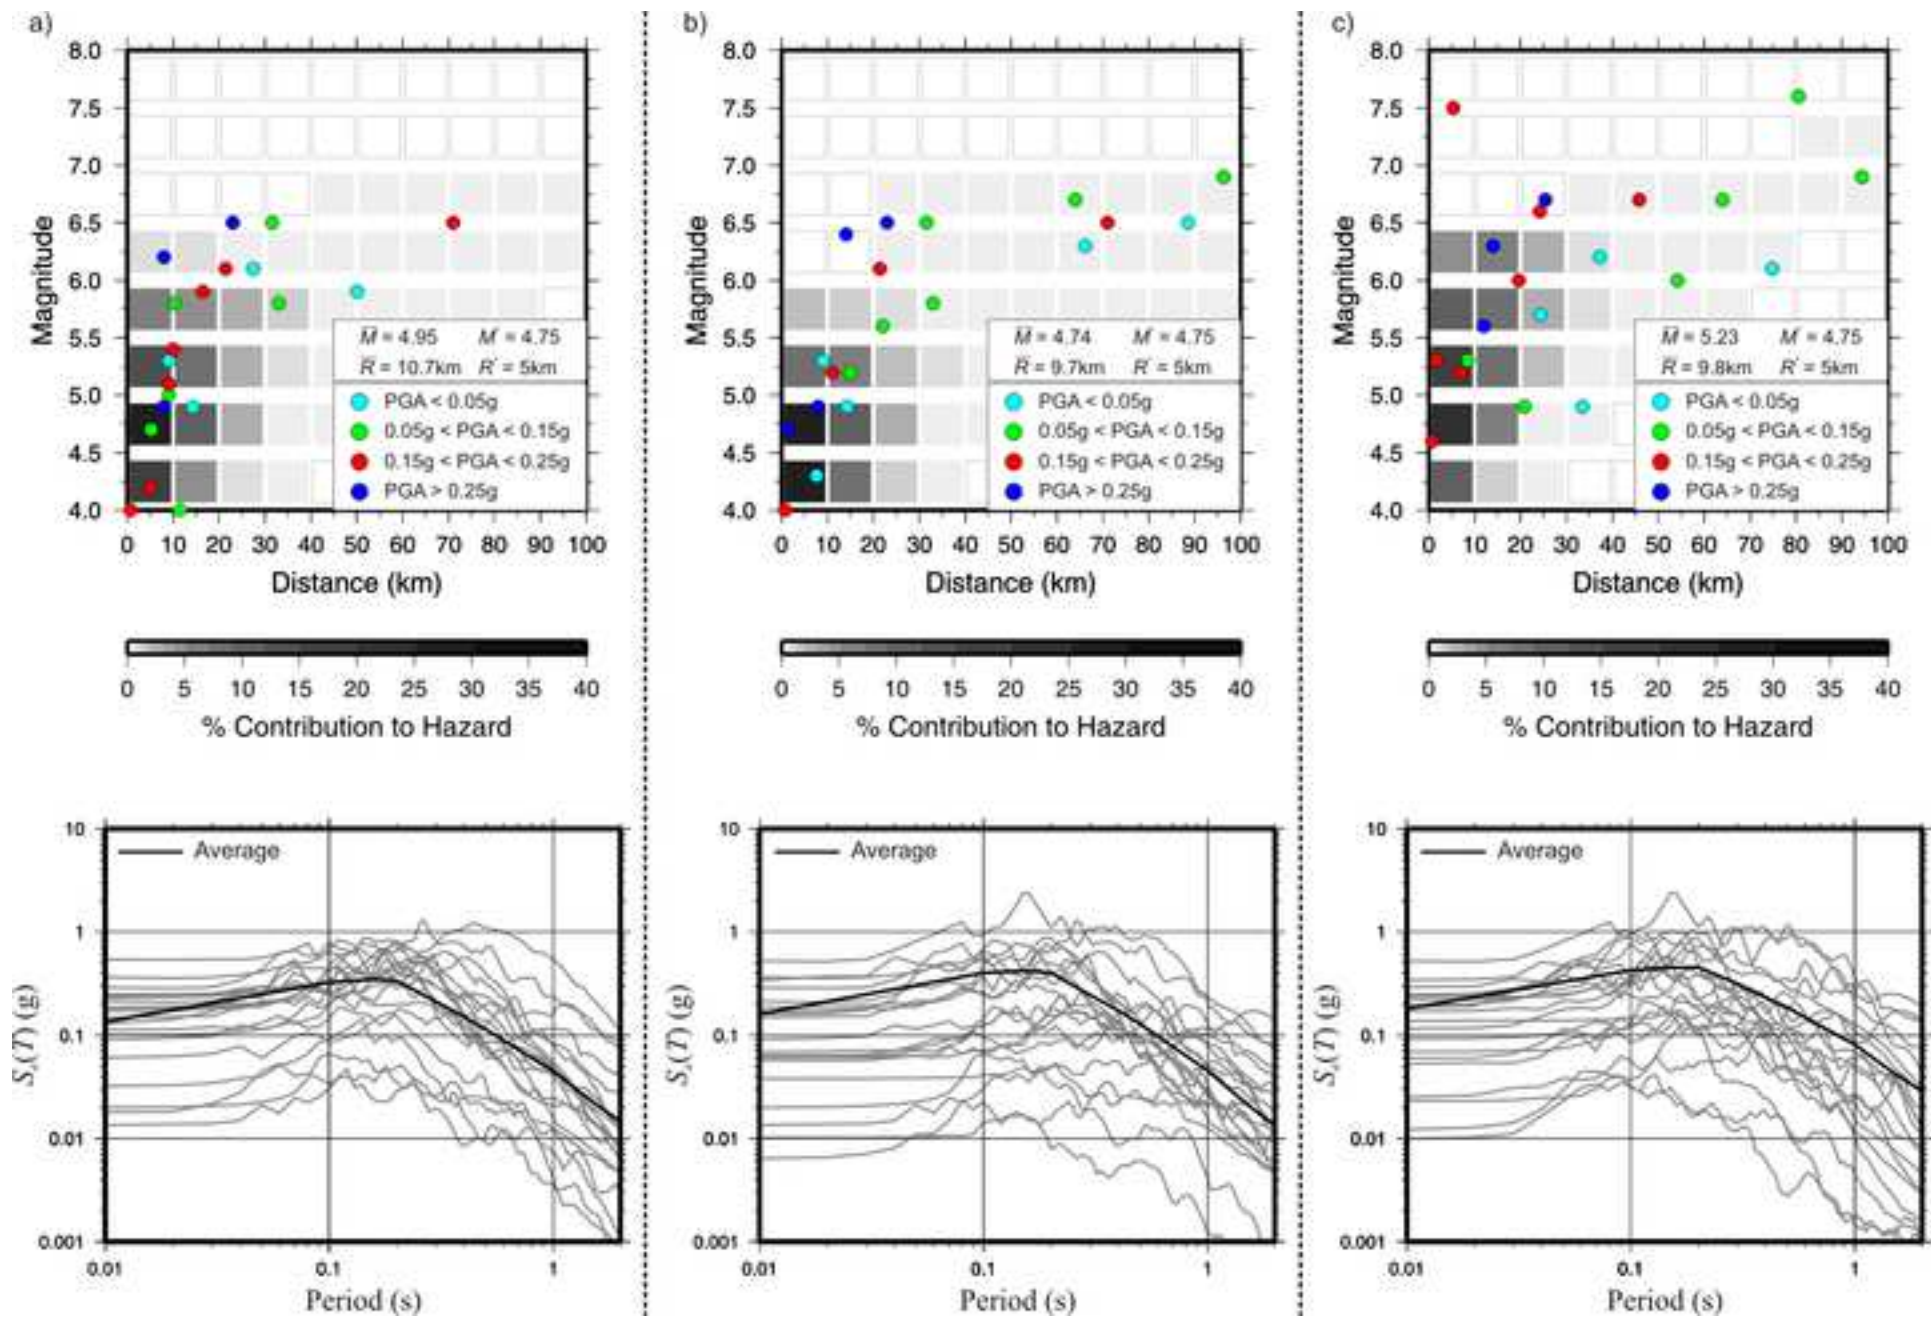 a)
8.0
7.5
7.0
6.5
6.0
5.5
5.0
4.5
4.0
Magnitude
M̅ = 4.95 M' = 4.75
R̅ = 10.7km R' = 5km
PGA < 0.05g
0.05g < PGA < 0.15g
0.15g < PGA < 0.25g
PGA > 0.25g
0 10 20 30 40 50 60 70 80 90 100
Distance (km)
0 5 10 15 20 25 30 35 40
% Contribution to Hazard
10
1
0.1
0.01
0.001
Average
Sₐ(T) (g)
0.01 0.1 1
Period (s)
b)
8.0
7.5
7.0
6.5
6.0
5.5
5.0
4.5
4.0
Magnitude
M̅ = 4.74 M' = 4.75
R̅ = 9.7km R' = 5km
PGA < 0.05g
0.05g < PGA < 0.15g
0.15g < PGA < 0.25g
PGA > 0.25g
0 10 20 30 40 50 60 70 80 90 100
Distance (km)
0 5 10 15 20 25 30 35 40
% Contribution to Hazard
10
1
0.1
0.01
0.001
Average
Sₐ(T) (g)
0.01 0.1 1
Period (s)
c)
8.0
7.5
7.0
6.5
6.0
5.5
5.0
4.5
4.0
Magnitude
M̅ = 5.23 M' = 4.75
R̅ = 9.8km R' = 5km
PGA < 0.05g
0.05g < PGA < 0.15g
0.15g < PGA < 0.25g
PGA > 0.25g
0 10 20 30 40 50 60 70 80 90 100
Distance (km)
0 5 10 15 20 25 30 35 40
% Contribution to Hazard
10
1
0.1
0.01
0.001
Average
Sₐ(T) (g)
0.01 0.1 1
Period (s)